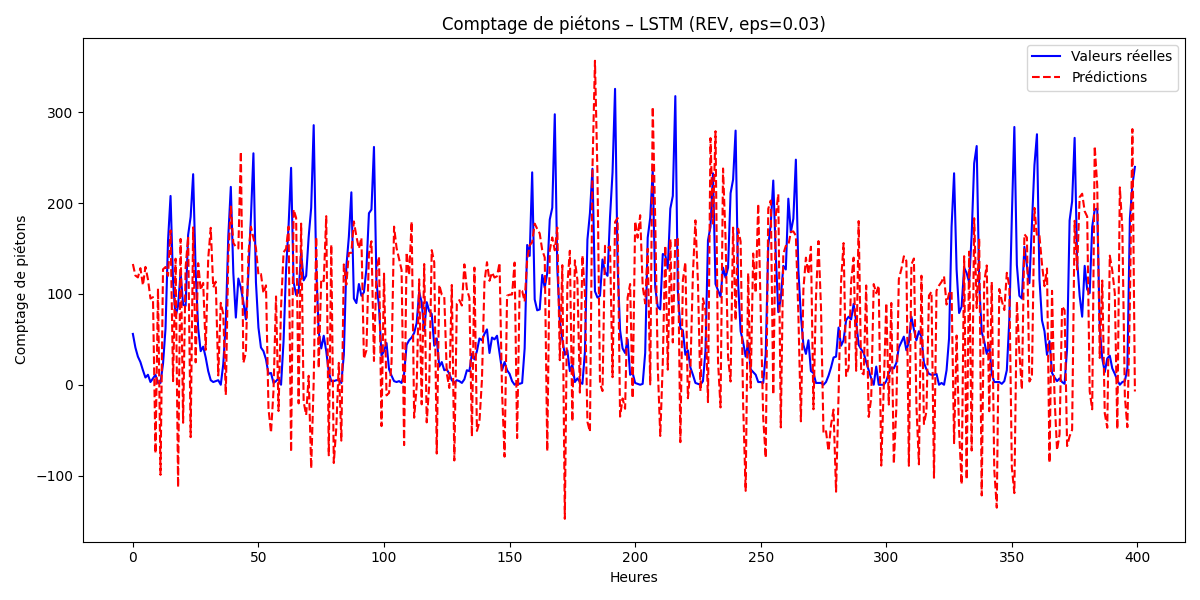 Comptage de piétons – LSTM (REV, eps=0.03)
Valeurs réelles
Prédictions
Comptage de piétons
300
200
100
0
−100
0
50
100
150
200
250
300
350
400
Heures